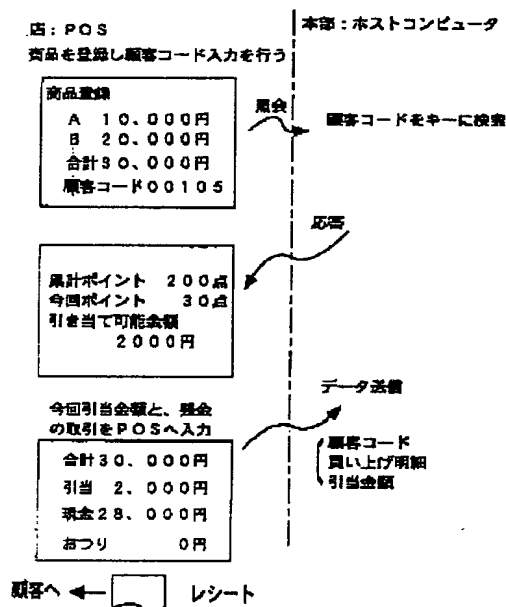 店：POS
商品を登録し顧客コード入力を行う
本部：ホストコンピュータ
商品登録
A 10、000円
B 20、000円
合計30、000円
顧客コード00105
照会
顧客コードをキーに検索
応答
累計ポイント 200点
今回ポイント 30点
引き当て可能金額
2000円
データ送信
今回引当金額と、残金
の取引をPOSへ入力
顧客コード
買い上げ明細
引当金額
合計30、000円
引当 2、000円
現金28、000円
おつり 0円
顧客へ
レシート